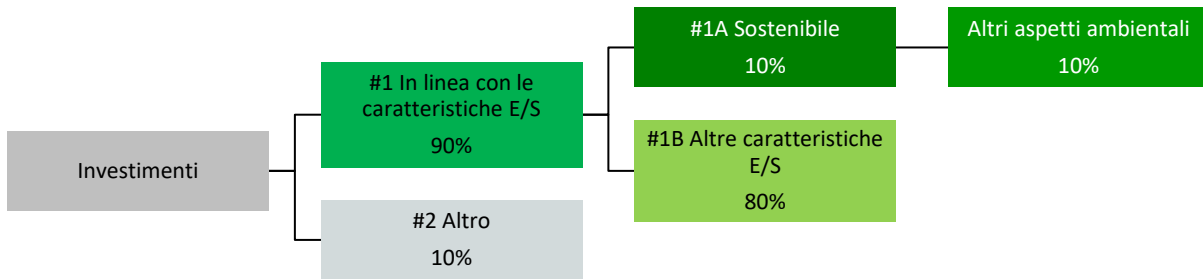 Investimenti
#1 In linea con le
caratteristiche E/S
90%
#2 Altro
10%
#1A Sostenibile
10%
#1B Altre caratteristiche
E/S
80%
Altri aspetti ambientali
10%